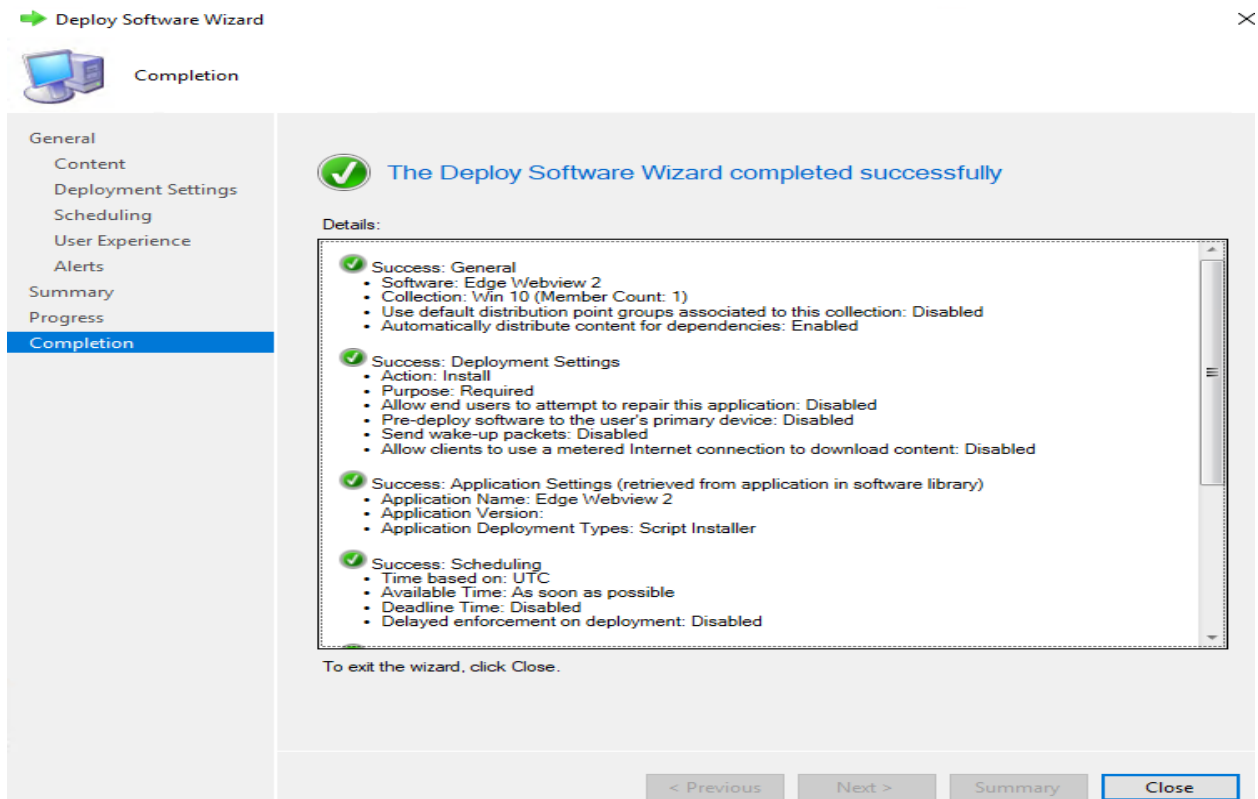 Deploy Software Wizard
Completion
General
Content
Deployment Settings
Scheduling
User Experience
Alerts
Summary
Progress
Completion
The Deploy Software Wizard completed successfully
Details:
Success: General
• Software: Edge Webview 2
• Collection: Win 10 (Member Count: 1)
• Use default distribution point groups associated to this collection: Disabled
• Automatically distribute content for dependencies: Enabled
Success: Deployment Settings
• Action: Install
• Purpose: Required
• Allow end users to attempt to repair this application: Disabled
• Pre-deploy software to the user's primary device: Disabled
• Send wake-up packets: Disabled
• Allow clients to use a metered Internet connection to download content: Disabled
Success: Application Settings (retrieved from application in software library)
• Application Name: Edge Webview 2
• Application Version:
• Application Deployment Types: Script Installer
Success: Scheduling
• Time based on: UTC
• Available Time: As soon as possible
• Deadline Time: Disabled
• Delayed enforcement on deployment: Disabled
To exit the wizard, click Close.
< Previous Next > Summary Close